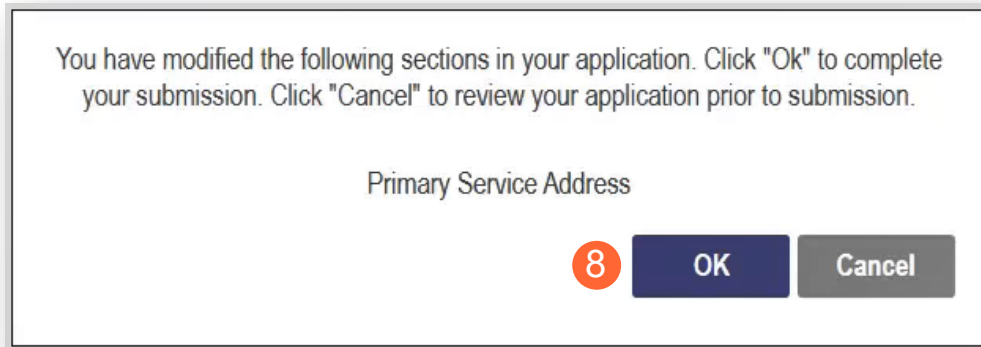 You have modified the following sections in your application. Click "Ok" to complete
your submission. Click "Cancel" to review your application prior to submission.
Primary Service Address
8 OK Cancel